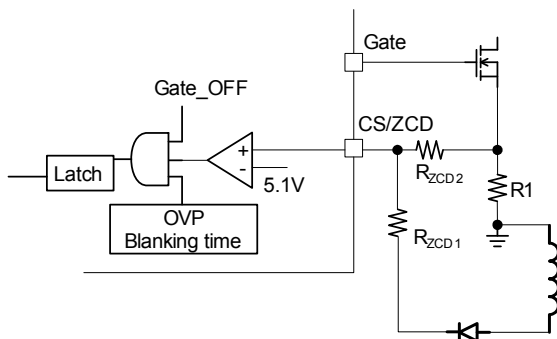 Gate
Gate_OFF
CS/ZCD
+
-
5.1V
Latch
OVP
Blanking time
RZCD2
R1
RZCD1